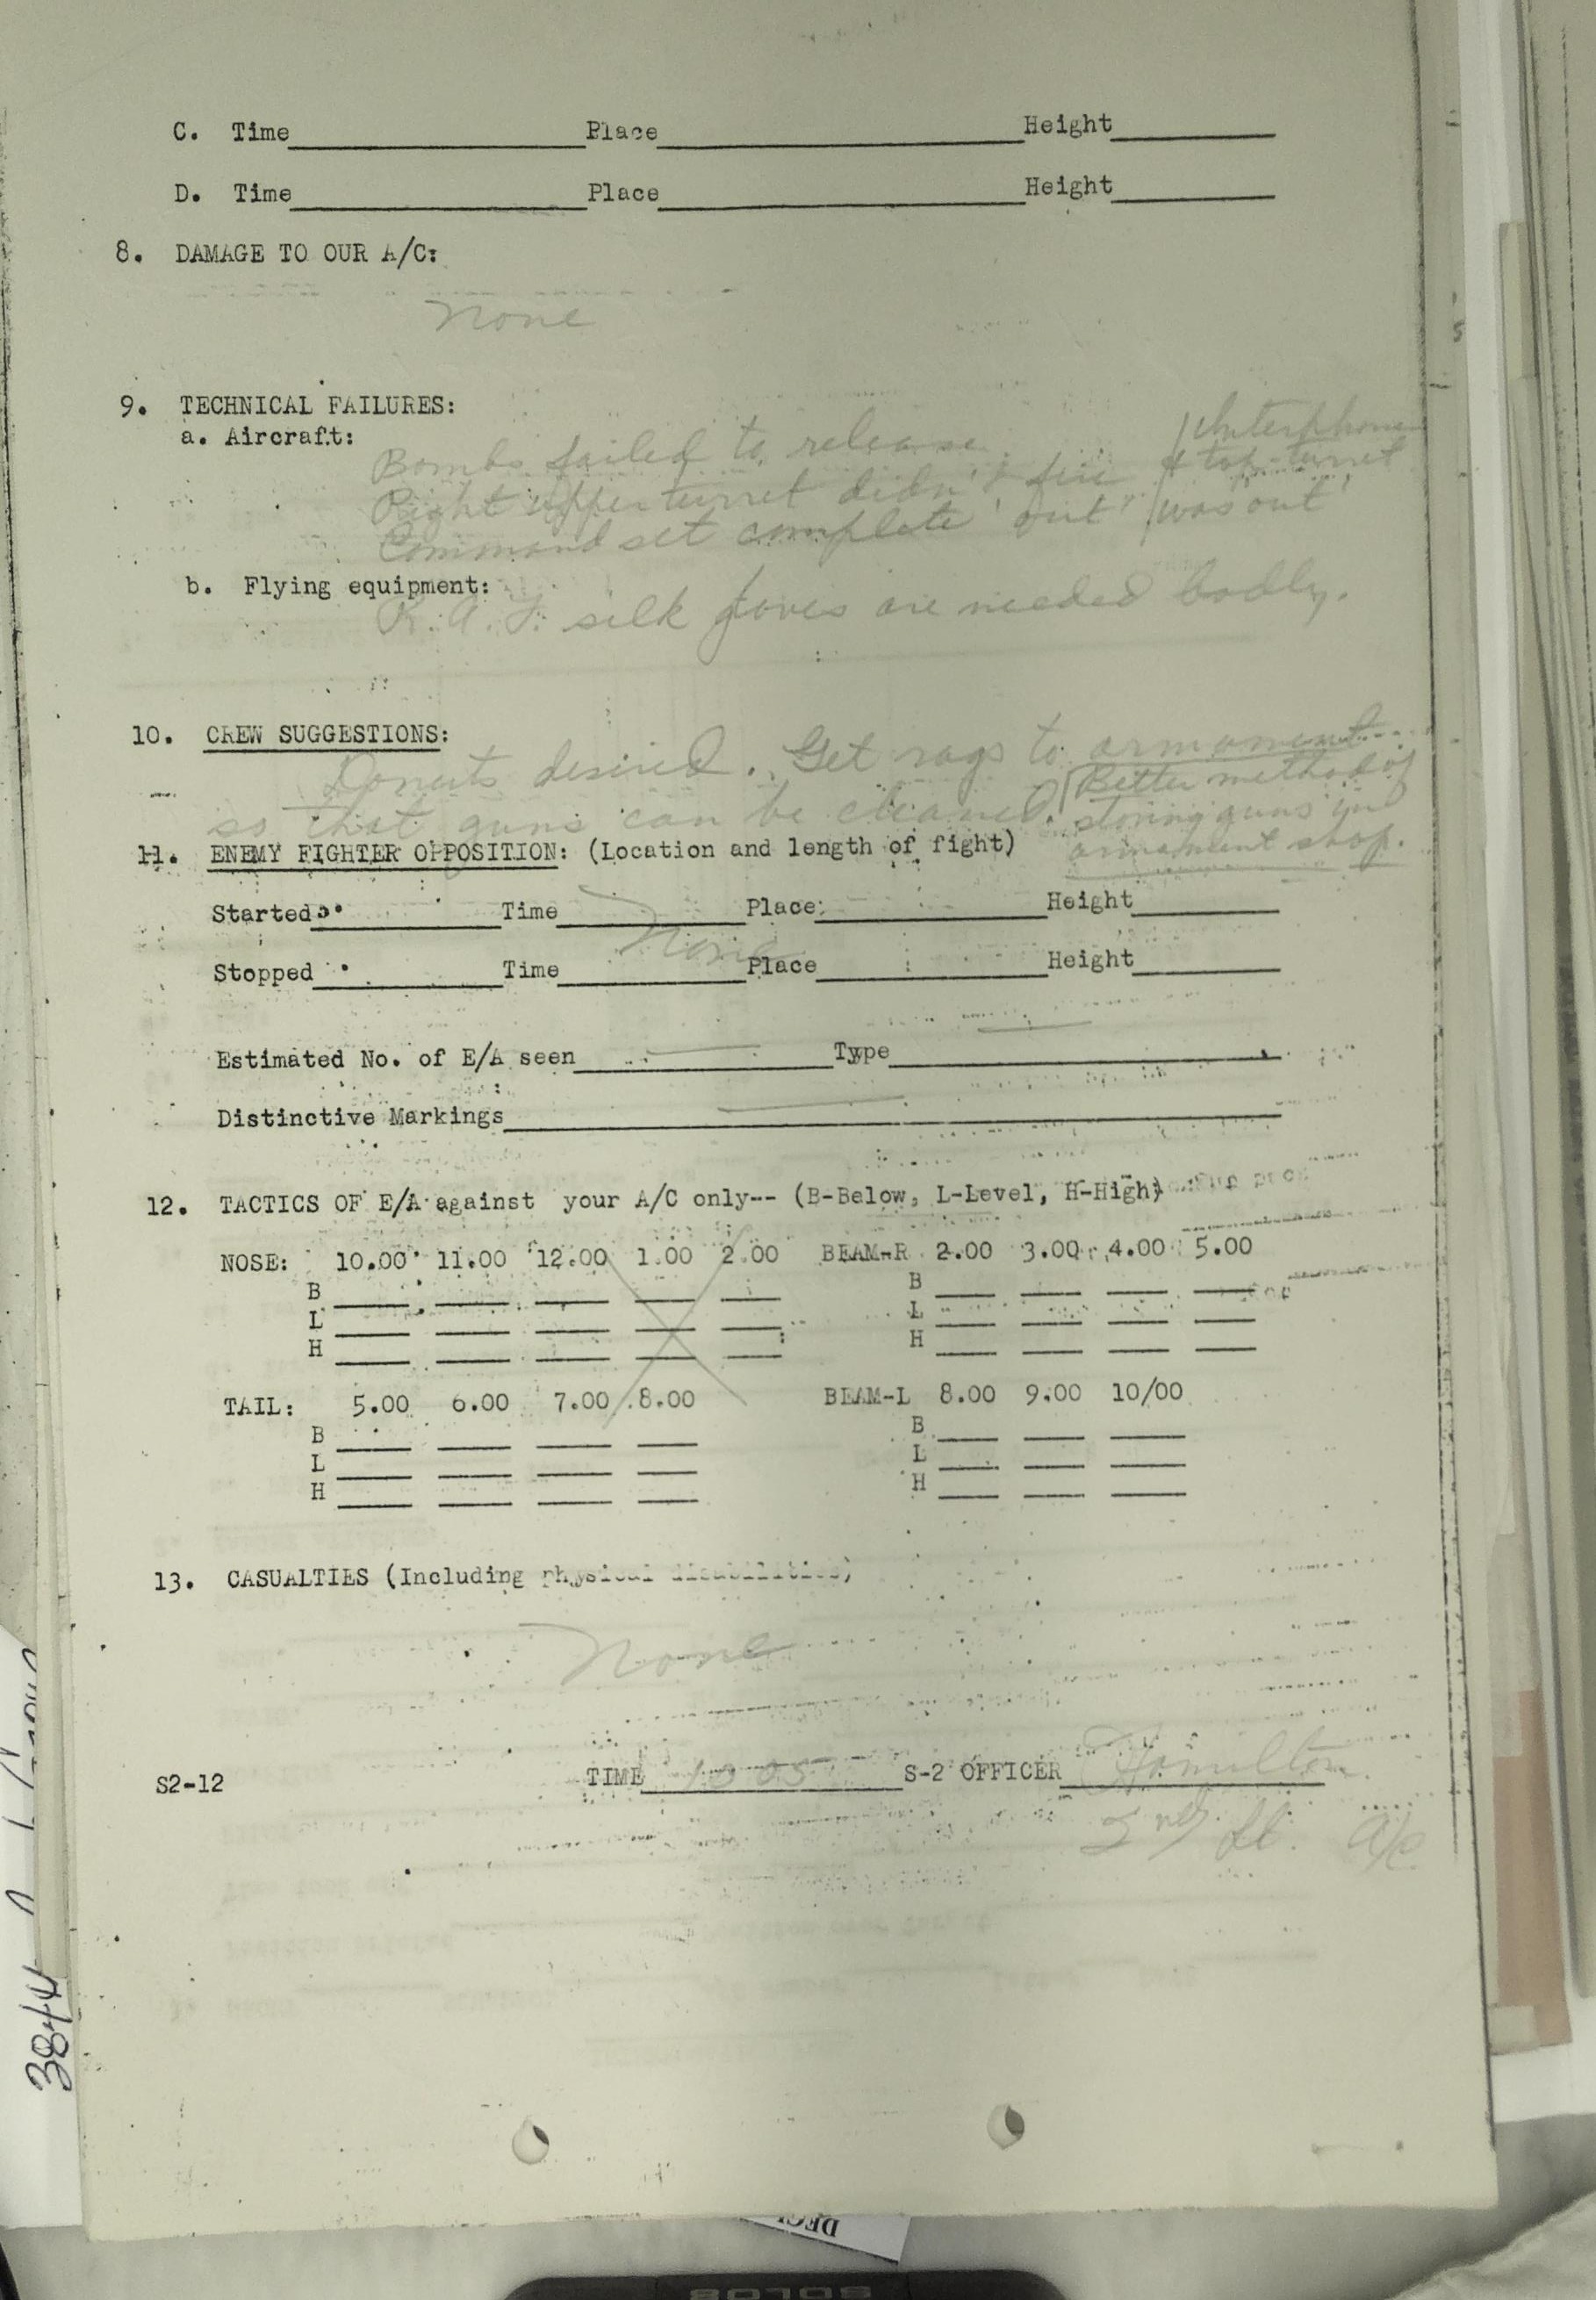 C. Time Place Height
D. Time Place Height
8. DAMAGE TO OUR A/C:
None
9. TECHNICAL FAILURES:
a. Aircraft:
Bombs failed to release.
Right upper turret didn't fire
Command set complete 'out'
Interphone
& top turret
was out
b. Flying equipment:
R.A.F. silk gloves are needed badly.
10. CREW SUGGESTIONS:
Donuts desired. Get rags to armament
so that guns can be cleaned.
Better method of
storing guns in
armament shop.
11. ENEMY FIGHTER OPPOSITION: (Location and length of fight)
Started Time Place Height
None
Stopped Time Place Height
Estimated No. of E/A seen Type
Distinctive Markings
12. TACTICS OF E/A against your A/C only-- (B-Below, L-Level, H-High)
NOSE: 10.00 11.00 12.00 1.00 2.00 BEAM-R 2.00 3.00 4.00 5.00
B B
L L
H H
TAIL: 5.00 6.00 7.00 8.00 BEAM-L 8.00 9.00 10/00
B B
L L
H H
13. CASUALTIES (Including physical disabilities)
None
S2-12 TIME S-2 OFFICER Hamilton
2nd Lt. A/C
384th